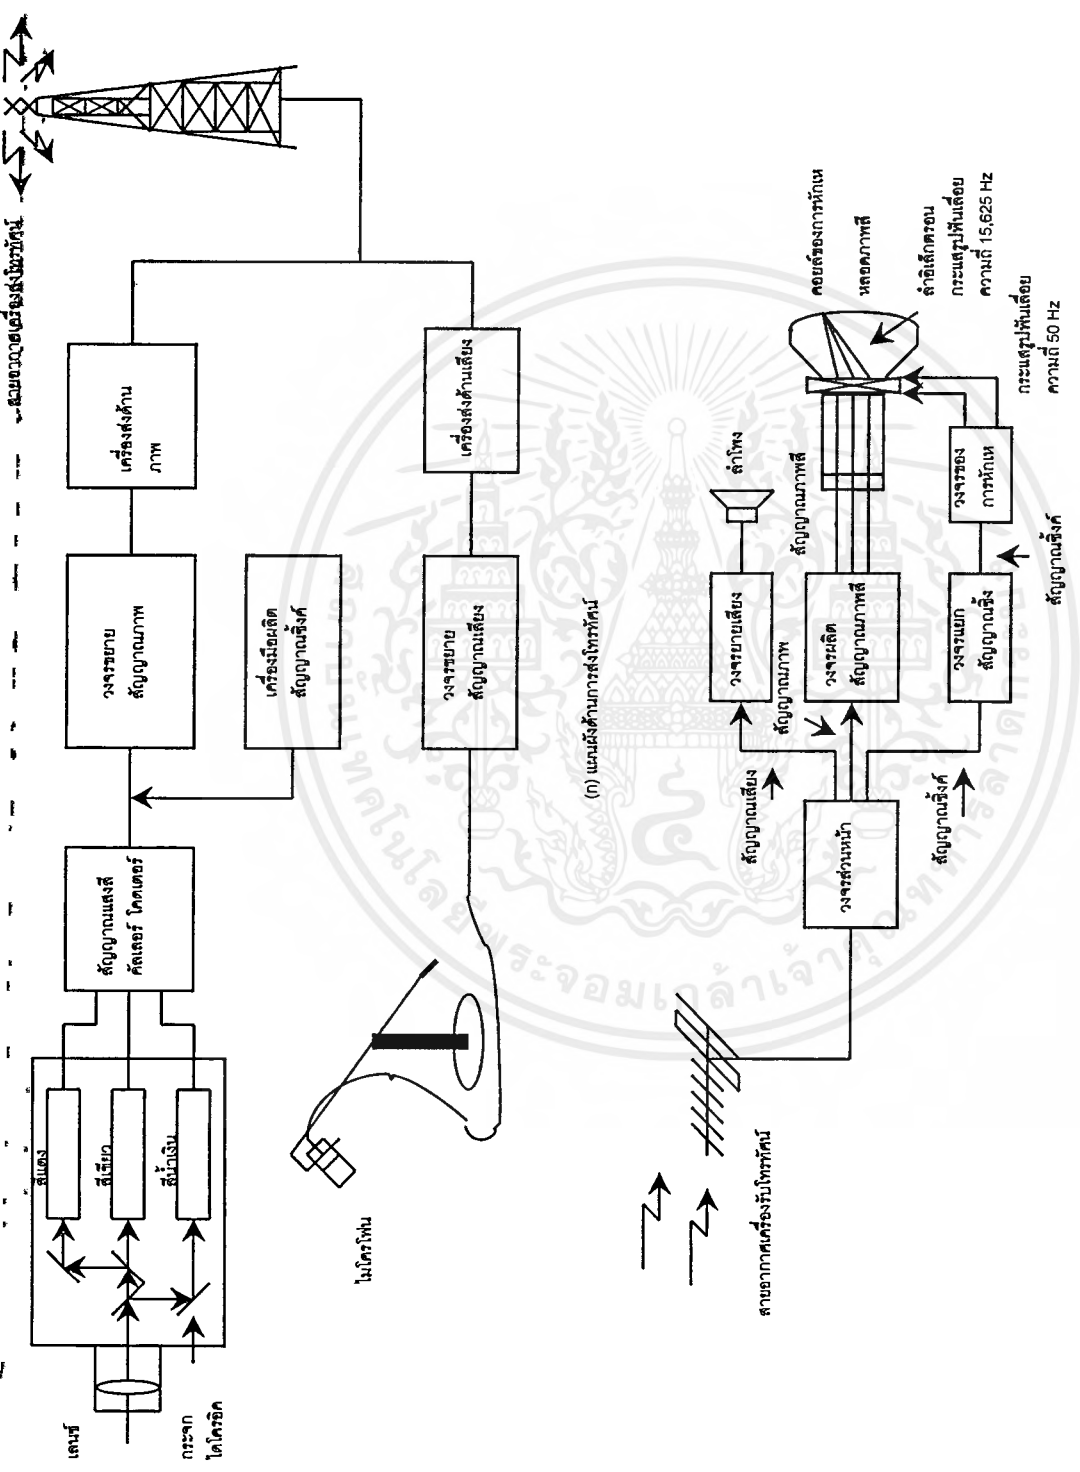 สายอากาศเครื่องส่งโทรทัศน์
เลนซ์
กระจก
ไดโครอิค
สีแดง
สีเขียว
สีน้ำเงิน
สัญญาณแสงสี
คัลเลอร์ โคดเตอร์
วงจรขยาย
สัญญาณภาพ
เครื่องส่งด้าน
ภาพ
เครื่องมือผลิต
สัญญาณซิงค์
ไมโครโฟน
วงจรขยาย
สัญญาณเสียง
เครื่องส่งด้านเสียง
(ก) แผนผังด้านการส่งโทรทัศน์
สายอากาศเครื่องรับโทรทัศน์
วงจรส่วนหน้า
สัญญาณเสียง
สัญญาณภาพ
สัญญาณซิงค์
วงจรขยายเสียง
ลำโพง
วงจรผลิต
สัญญาณภาพสี
สัญญาณภาพสี
วงจรแยก
สัญญาณซิง
สัญญาณซิงค์
วงจรของ
การหักเห
คอยล์ของการหักเห
หลอดภาพสี
ลำอิเล็กตรอน
กระแสรูปฟันเลื่อย
ความถี่ 15,625 Hz
กระแสรูปฟันเลื่อย
ความถี่ 50 Hz